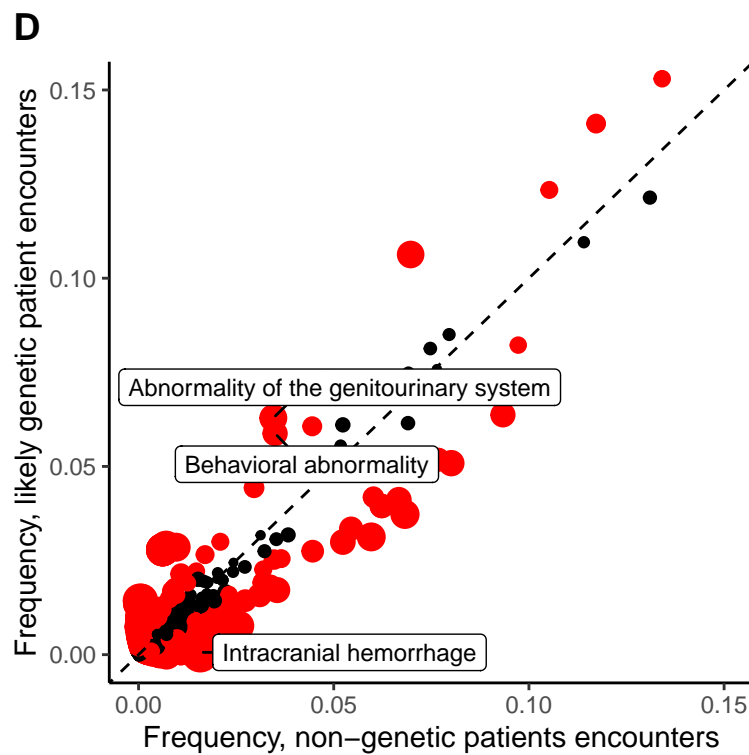 D
Frequency, likely genetic patient encounters
0.15
0.10
0.05
0.00
Abnormality of the genitourinary system
Behavioral abnormality
Intracranial hemorrhage
0.00
0.05
0.10
0.15
Frequency, non−genetic patients encounters